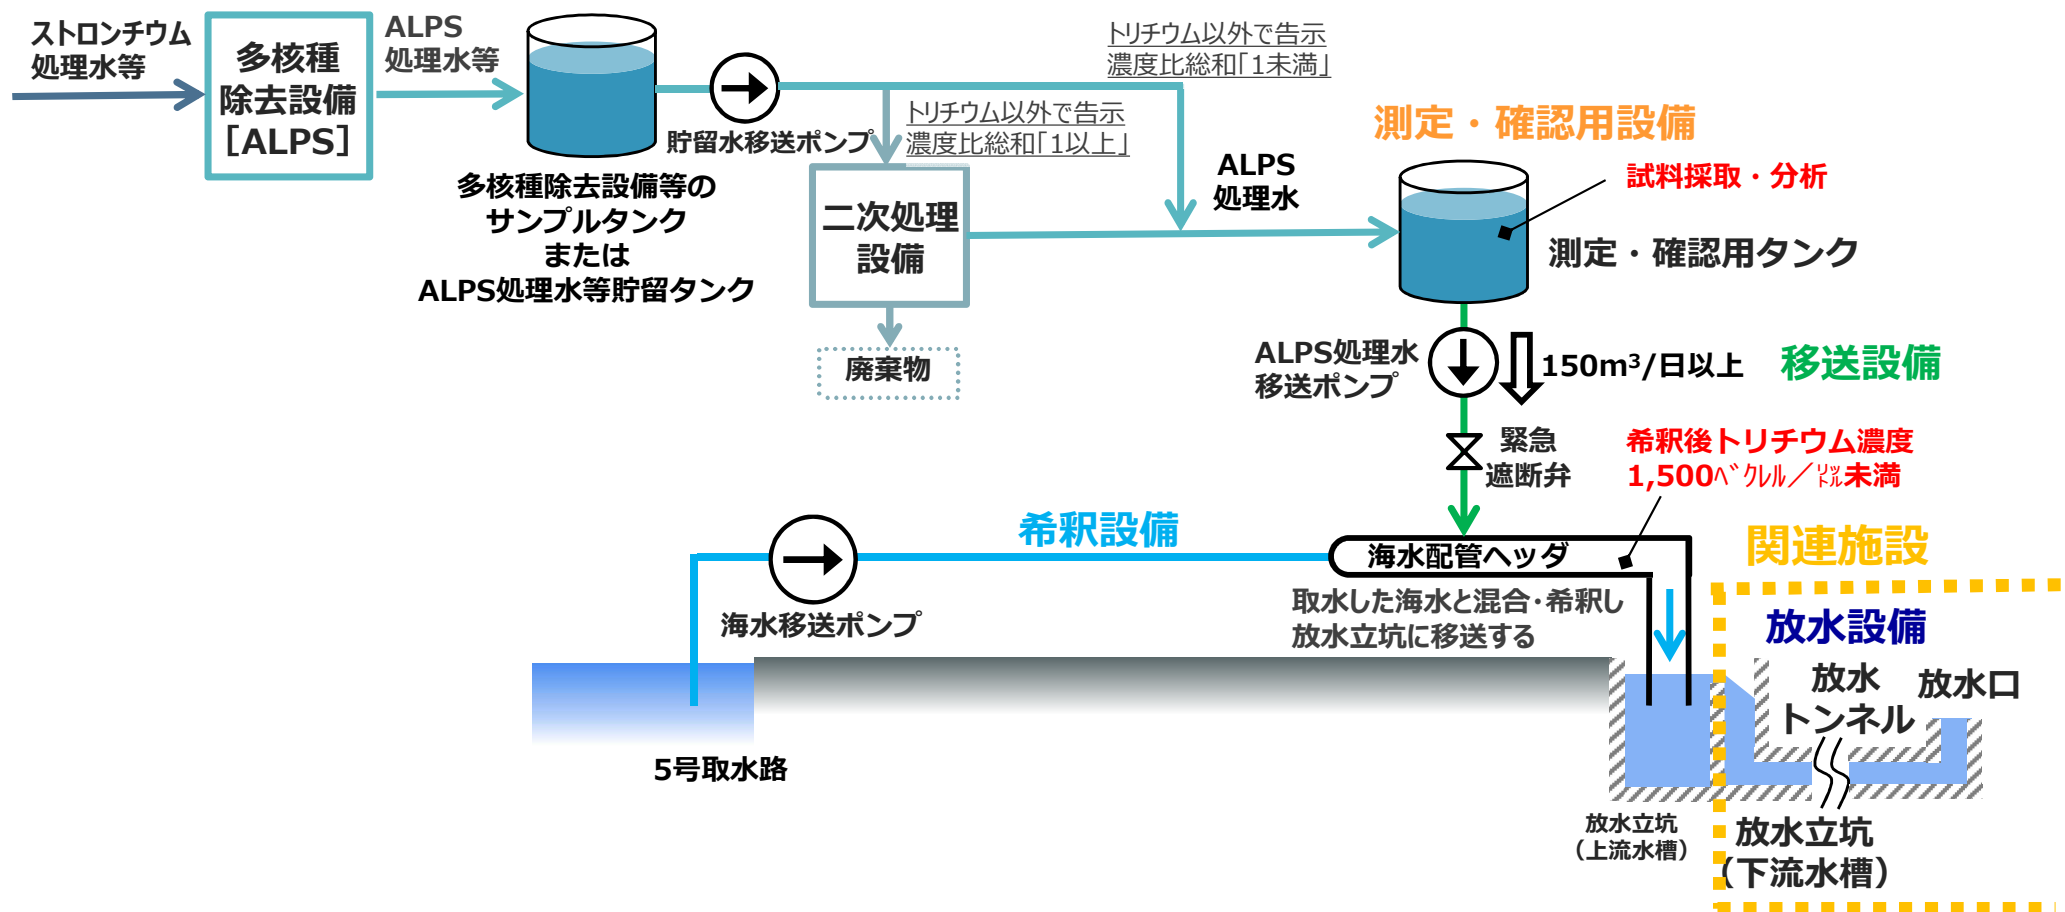 ストロンチウム
処理水等
多核種
除去設備
[ALPS]
ALPS
処理水等
貯留水移送ポンプ
多核種除去設備等の
サンプルタンク
または
ALPS処理水等貯留タンク
トリチウム以外で告示
濃度比総和「1未満」
トリチウム以外で告示
濃度比総和「1以上」
二次処理
設備
廃棄物
ALPS
処理水
測定・確認用設備
試料採取・分析
測定・確認用タンク
ALPS処理水
移送ポンプ
150m³/日以上
移送設備
緊急
遮断弁
希釈後トリチウム濃度
1,500ベクレル／リットル未満
希釈設備
海水移送ポンプ
海水配管ヘッダ
取水した海水と混合・希釈し
放水立坑に移送する
5号取水路
関連施設
放水設備
放水
トンネル
放水口
放水立坑
（上流水槽）
放水立坑
（下流水槽）